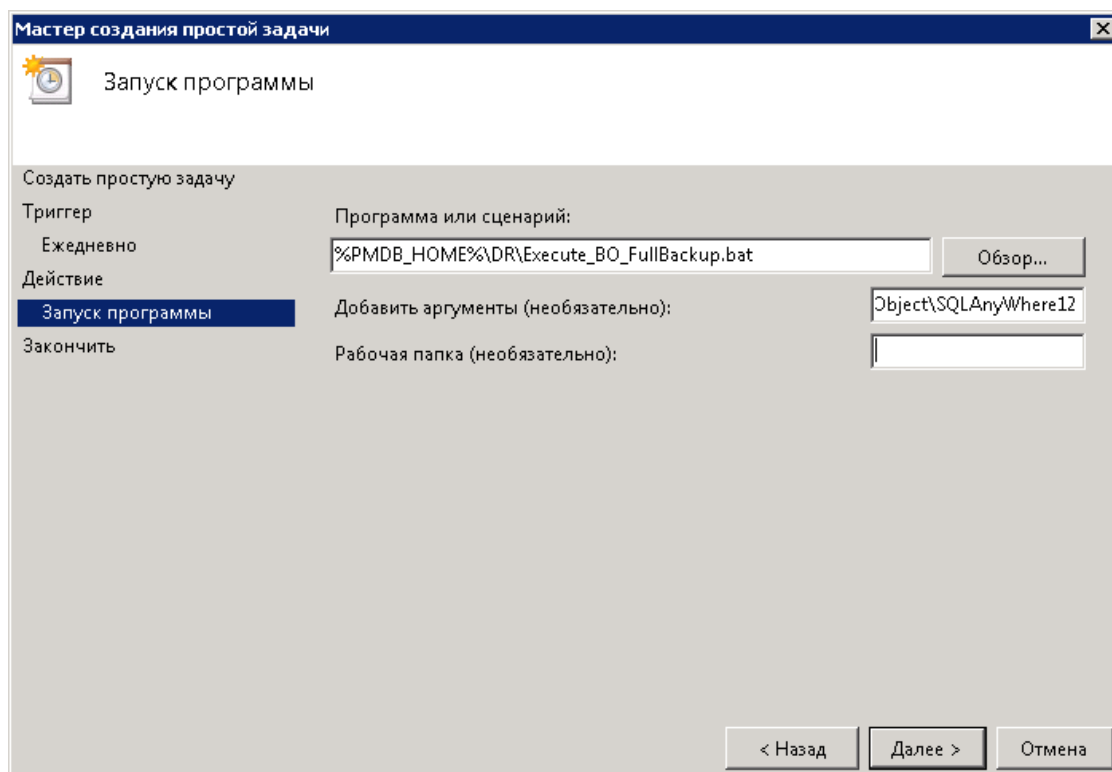 Мастер создания простой задачи
Запуск программы
Создать простую задачу
Триггер
Ежедневно
Действие
Запуск программы
Закончить
Программа или сценарий:
%PMDB_HOME%\DR\Execute_BO_FullBackup.bat
Обзор...
Добавить аргументы (необязательно):
Object\SQLAnyWhere12
Рабочая папка (необязательно):
< Назад
Далее >
Отмена